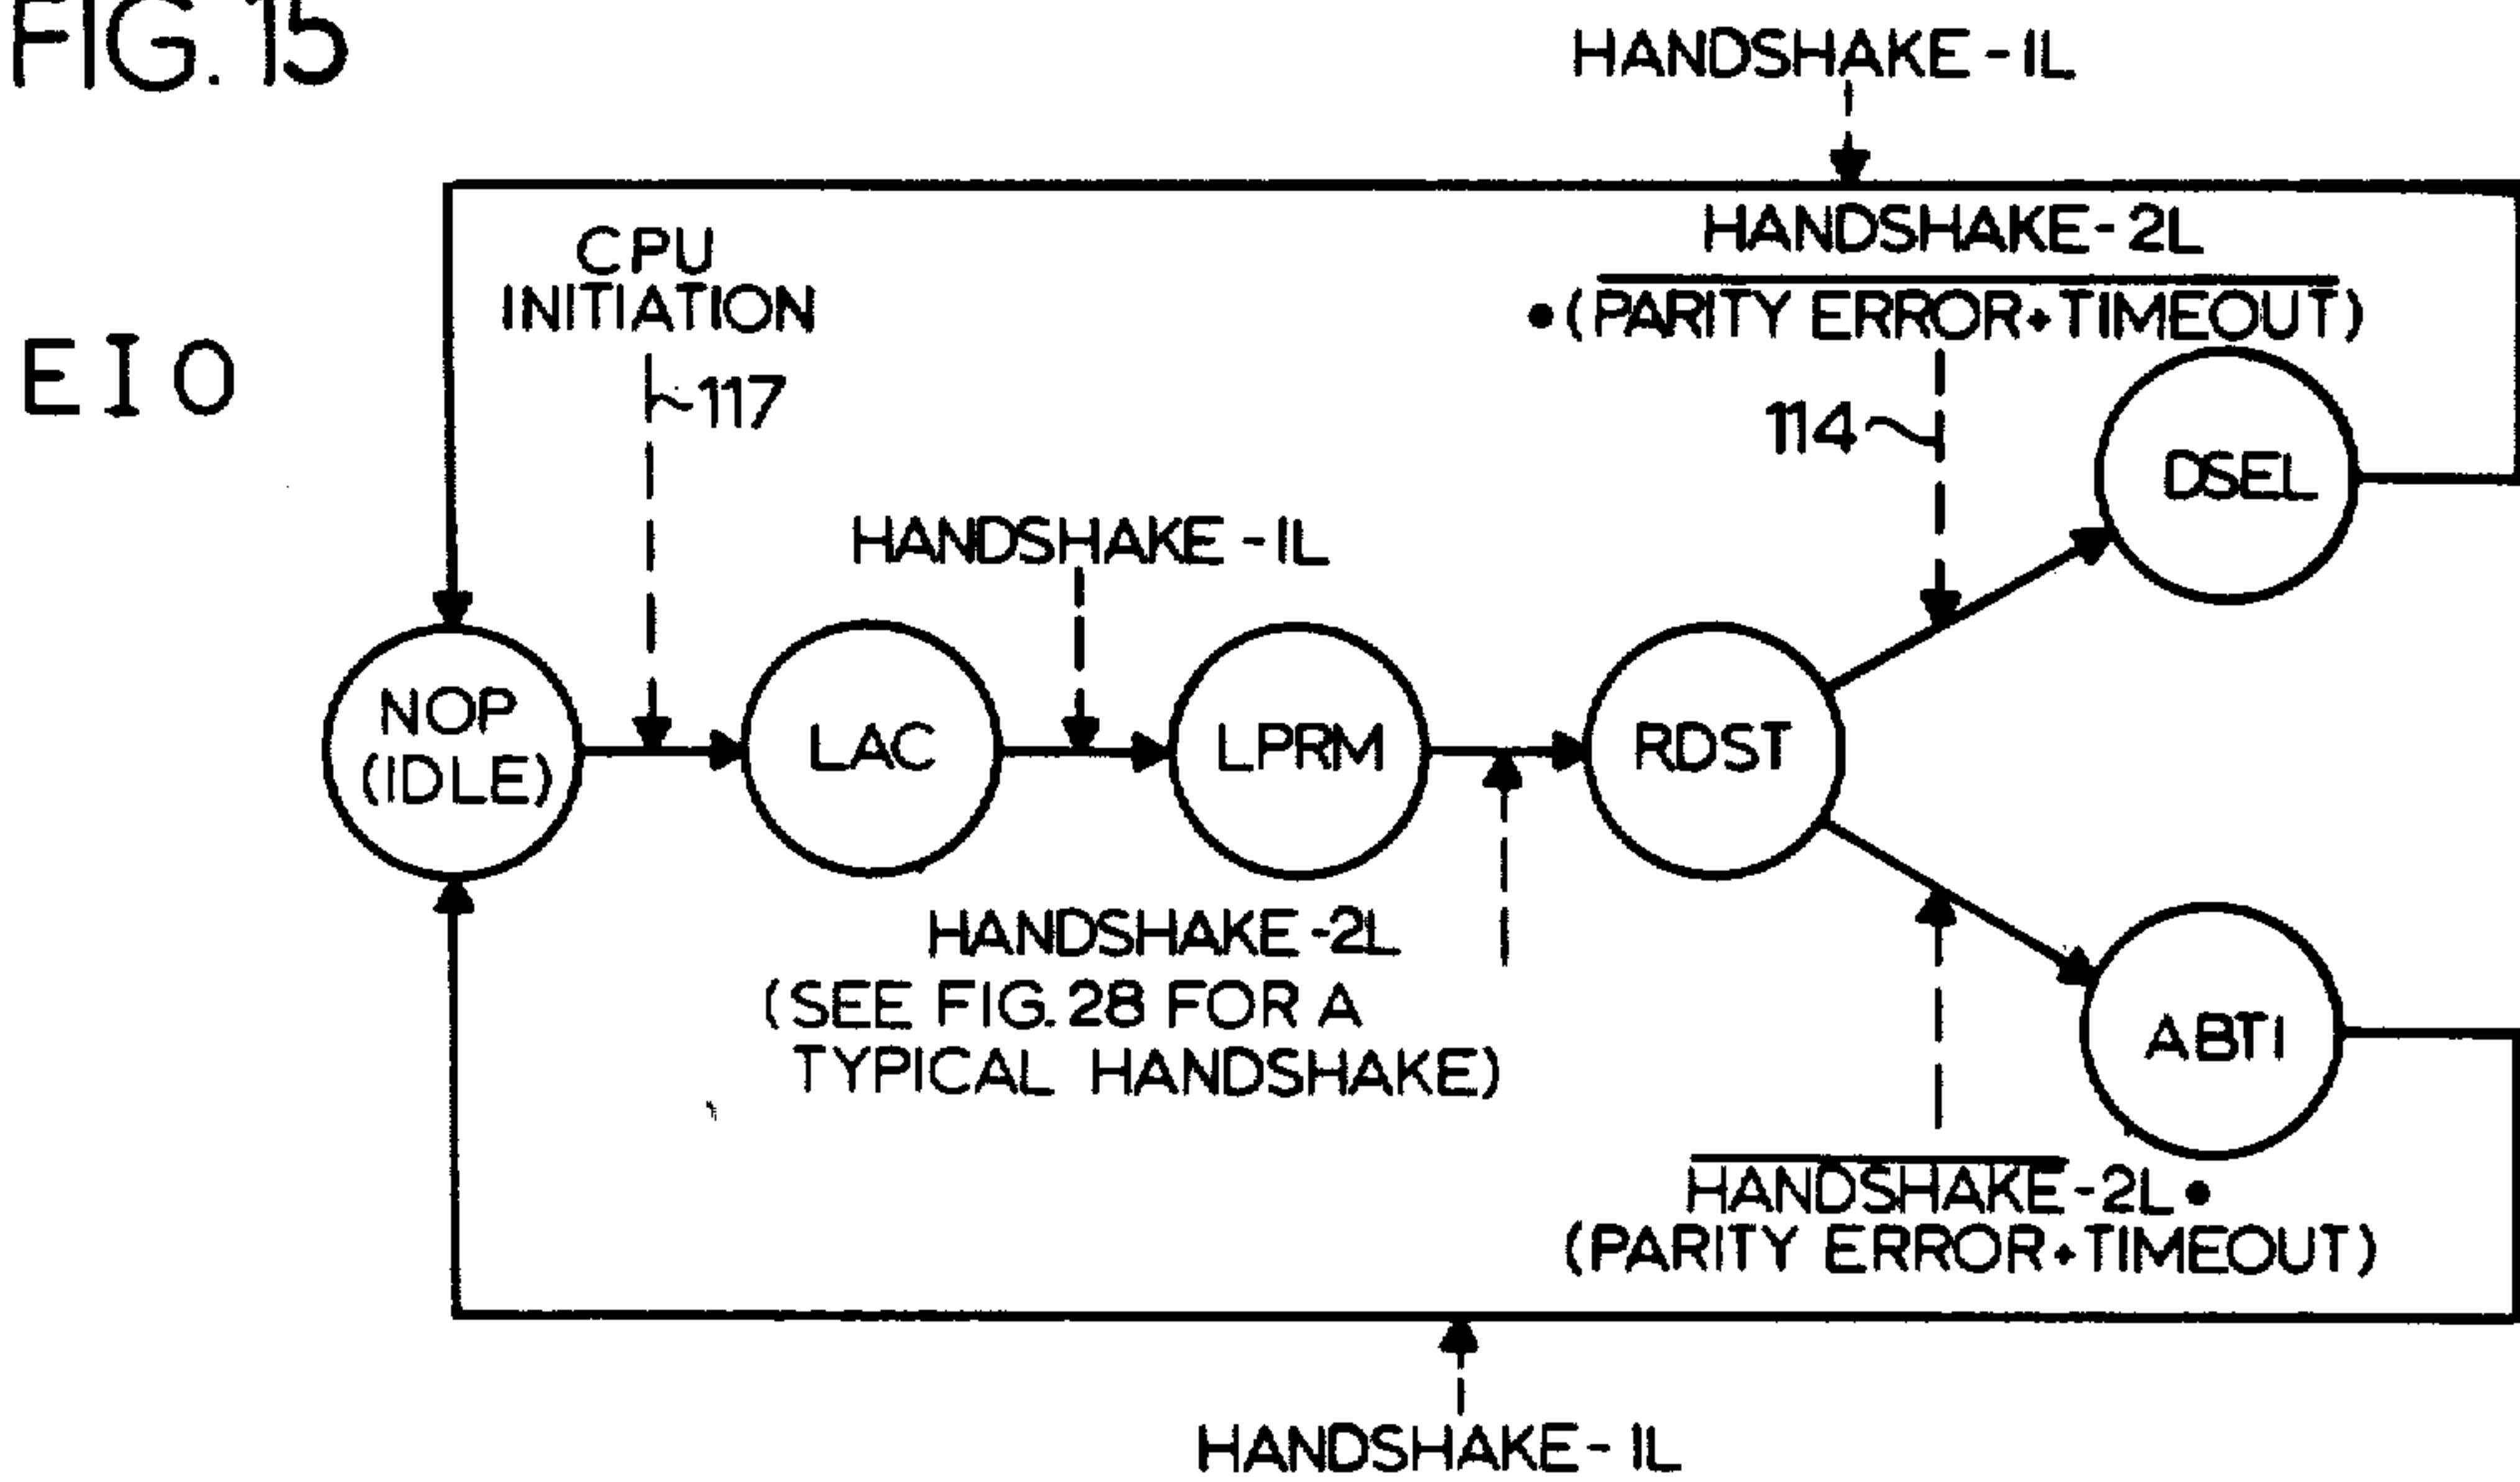 FIG. 15
HANDSHAKE-1L
HANDSHAKE-2L
•(PARITY ERROR+TIMEOUT)
CPU
INITIATION
117
EIO
114
DSEL
HANDSHAKE-1L
NOP
(IDLE)
LAC
LPRM
RDST
HANDSHAKE-2L
(SEE FIG. 28 FOR A
TYPICAL HANDSHAKE)
ABTI
HANDSHAKE-2L•
(PARITY ERROR+TIMEOUT)
HANDSHAKE-1L